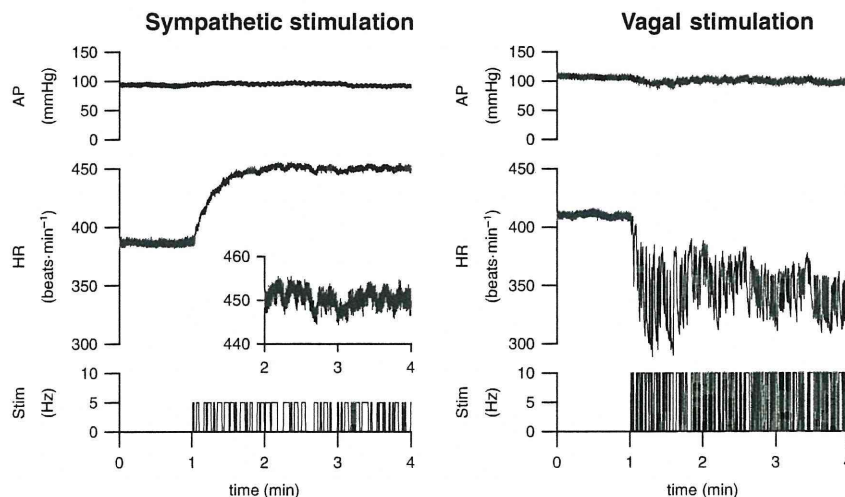 Sympathetic stimulation
150
100
50
0
AP
(mmHg)
450
400
350
300
HR
(beats·min⁻¹)
460
450
440
2 3 4
10
5
0
Stim
(Hz)
0 1 2 3 4
time (min)
Vagal stimulation
150
100
50
0
AP
(mmHg)
450
400
350
300
HR
(beats·min⁻¹)
10
5
0
Stim
(Hz)
0 1 2 3 4
time (min)